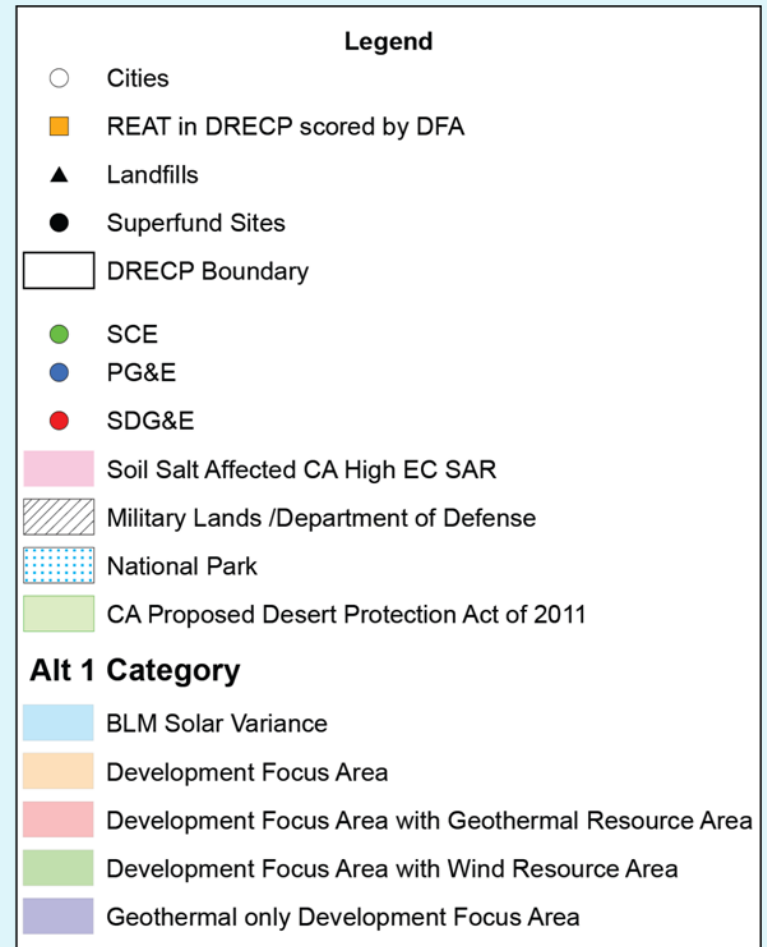 Legend
Cities
REAT in DRECP scored by DFA
Landfills
Superfund Sites
DRECP Boundary
SCE
PG&E
SDG&E
Soil Salt Affected CA High EC SAR
Military Lands /Department of Defense
National Park
CA Proposed Desert Protection Act of 2011
Alt 1 Category
BLM Solar Variance
Development Focus Area
Development Focus Area with Geothermal Resource Area
Development Focus Area with Wind Resource Area
Geothermal only Development Focus Area